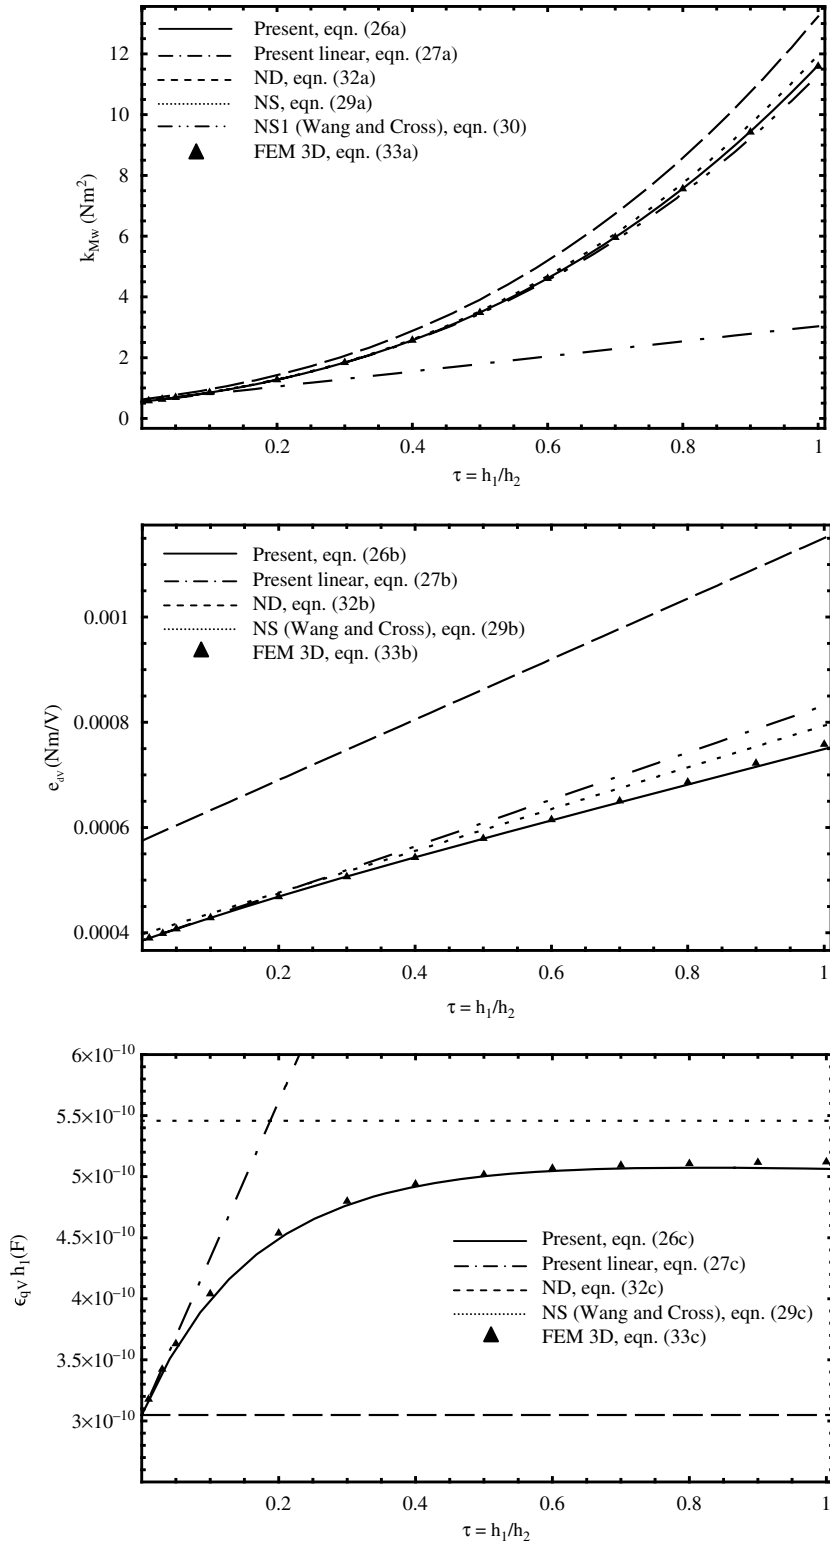 Present, eqn. (26a)
Present linear, eqn. (27a)
ND, eqn. (32a)
NS, eqn. (29a)
NS1 (Wang and Cross), eqn. (30)
FEM 3D, eqn. (33a)
12
10
8
6
4
2
0
k_Mw (Nm²)
0.2
0.4
0.6
0.8
1
τ = h₁/h₂
Present, eqn. (26b)
Present linear, eqn. (27b)
ND, eqn. (32b)
NS (Wang and Cross), eqn. (29b)
FEM 3D, eqn. (33b)
0.001
0.0008
0.0006
0.0004
(Nm/V)
0.2
0.4
0.6
0.8
1
τ = h₁/h₂
6×10⁻¹⁰
5.5×10⁻¹⁰
5×10⁻¹⁰
4.5×10⁻¹⁰
4×10⁻¹⁰
3.5×10⁻¹⁰
3×10⁻¹⁰
ϵ_qV h₁(F)
Present, eqn. (26c)
Present linear, eqn. (27c)
ND, eqn. (32c)
NS (Wang and Cross), eqn. (29c)
FEM 3D, eqn. (33c)
0.2
0.4
0.6
0.8
1
τ = h₁/h₂